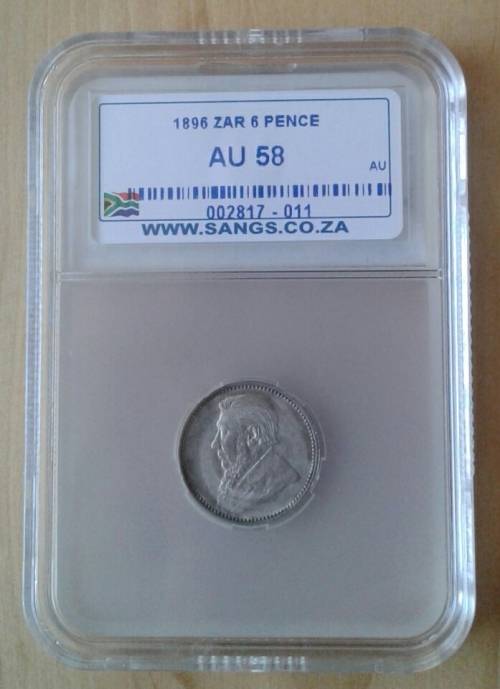 1896 ZAR 6 PENCE
AU 58
AU
002817 - 011
WWW.SANGS.CO.ZA